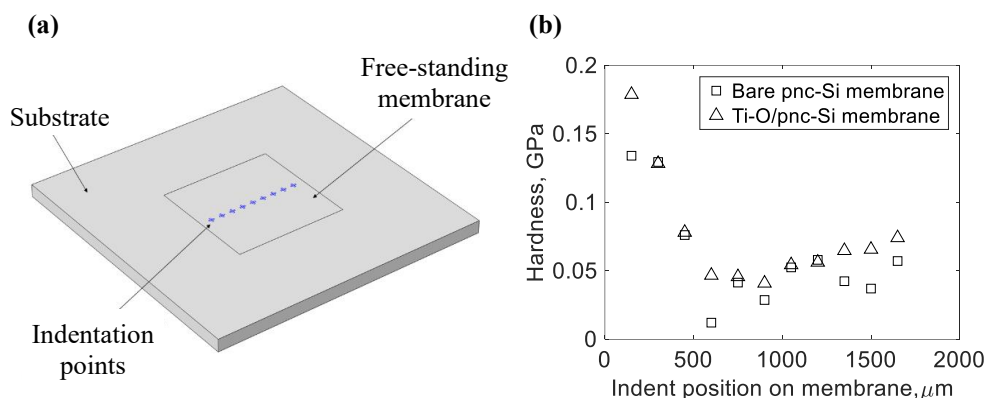 (a)
Substrate
Free-standing
membrane
Indentation
points
(b)
Hardness, GPa
0.2
0.15
0.1
0.05
0
Bare pnc-Si membrane
Ti-O/pnc-Si membrane
0 500 1000 1500 2000
Indent position on membrane,μm